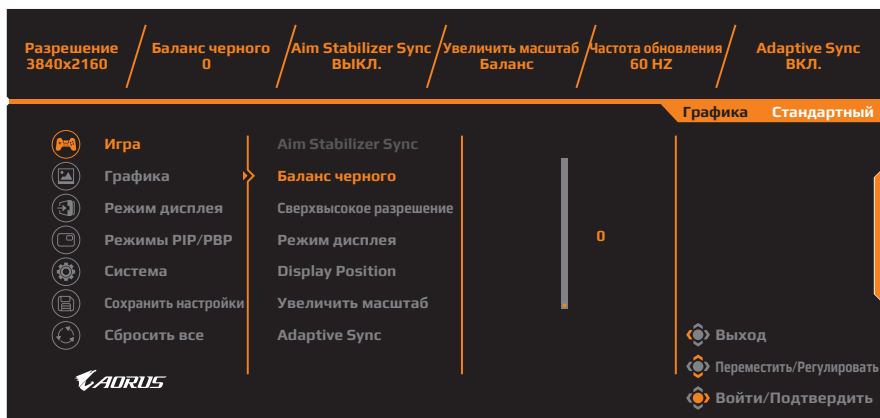 Разрешение
3840x2160
Баланс черного
0
Aim Stabilizer Sync
ВЫКЛ.
Увеличить масштаб
Баланс
Частота обновления
60 HZ
Adaptive Sync
ВКЛ.
Графика Стандартный
Игра
Графика
Режим дисплея
Режимы PIP/PBP
Система
Сохранить настройки
Сбросить все
Aim Stabilizer Sync
Баланс черного
Сверхвысокое разрешение
Режим дисплея
Display Position
Увеличить масштаб
Adaptive Sync
0
Выход
Переместить/Регулировать
Войти/Подтвердить
AORUS